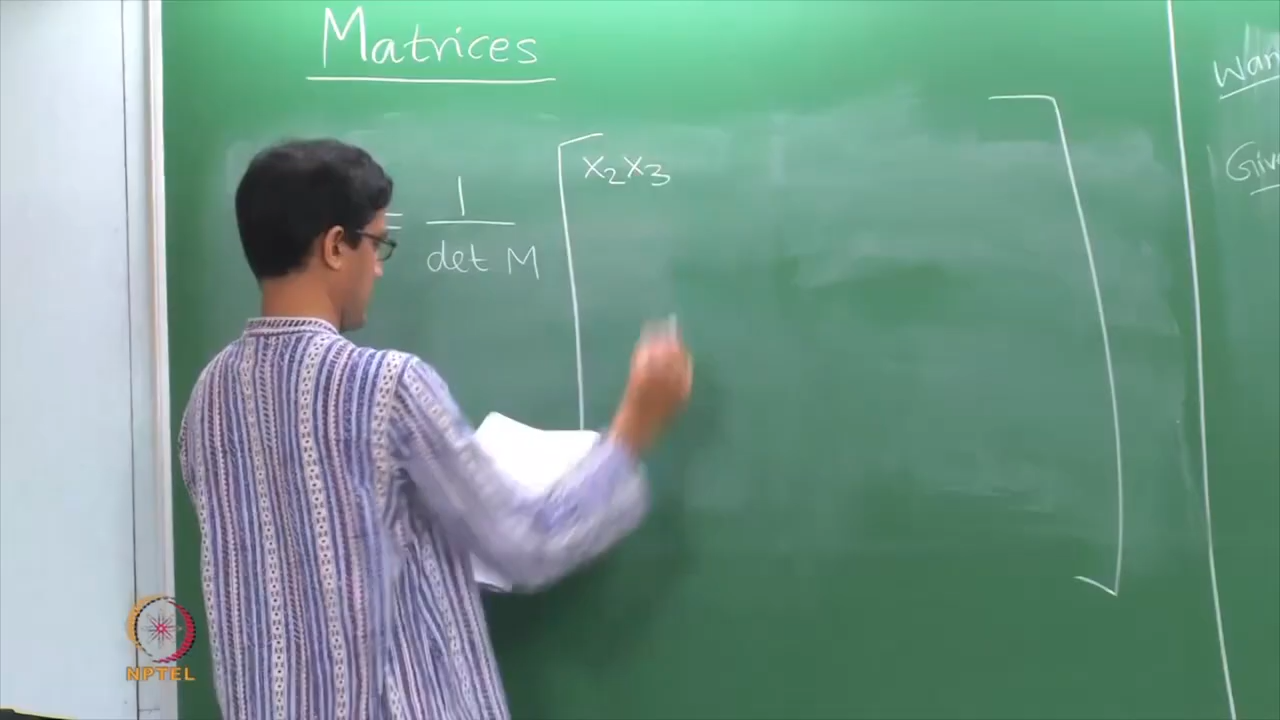 Matrices
= 1 / det M [ x₂x₃ ]
NPTEL